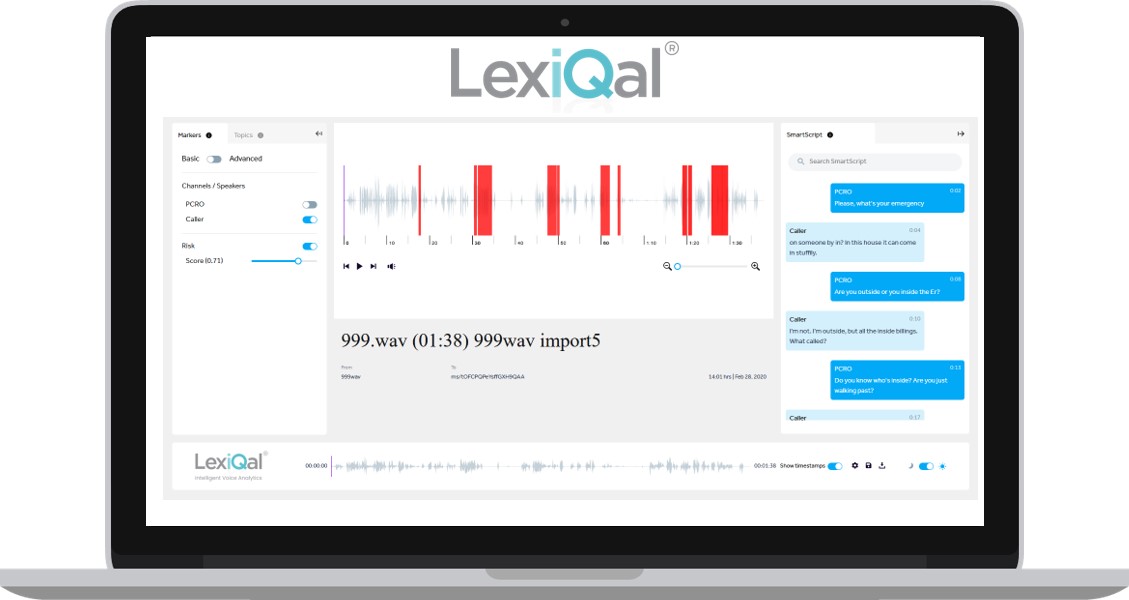 LexiQal®
Markers
Topics
Basic Advanced
Channels / Speakers
PCRO
Caller
Risk
Score (0.71)
0 10 20 30 40 50 60 1:10 1:20 1:30
999.wav (01:38) 999wav import5
From:
999wav
To:
14:01 hrs | Feb 28, 2020
SmartScript
Search SmartScript
PCRO 0:02
Please, what's your emergency
Caller 0:04
on someone by in? In this house it can come
in stuffily.
PCRO 0:08
Are you outside or you inside the Er?
Caller 0:10
I'm not. I'm outside, but all the inside billings.
What called?
PCRO 0:13
Do you know who's inside? Are you just
walking past?
Caller 0:17
LexiQal®
Intelligent Voice Analytics
00:00:00
00:01:38 Show timestamps